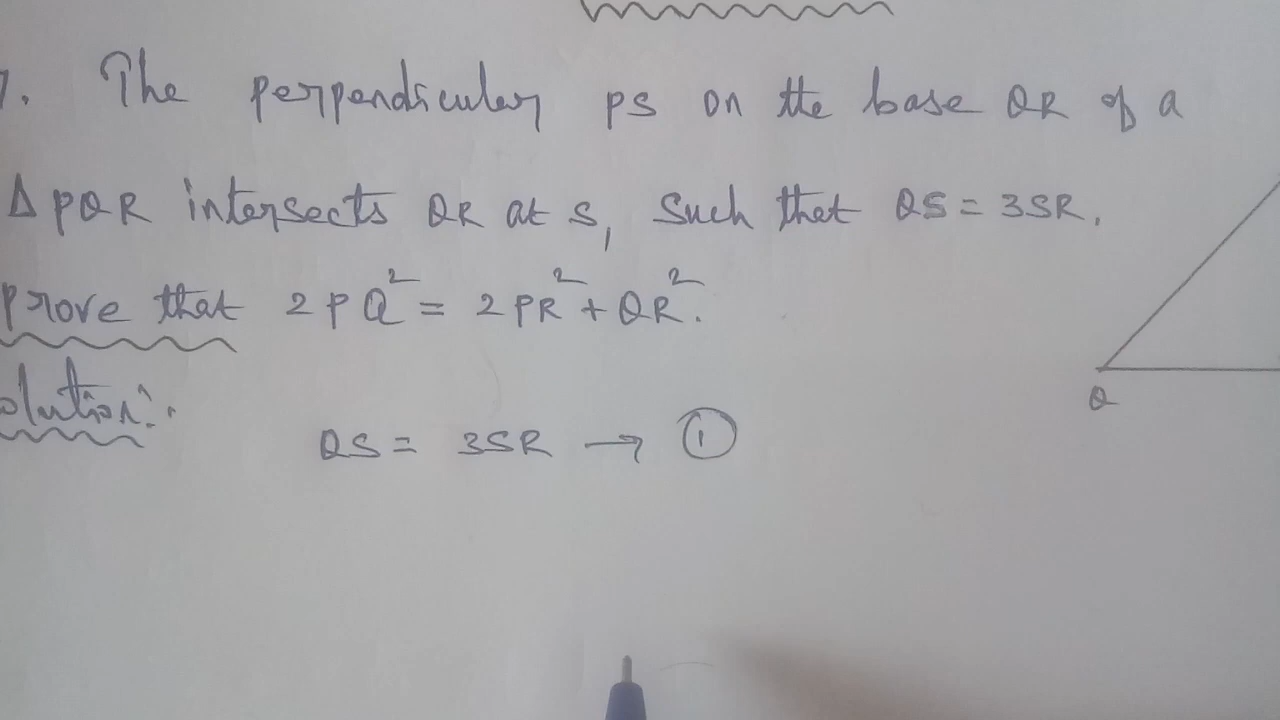 7. The perpendicular PS on the base QR of a
Δ PQR intersects QR at S, such that QS = 3SR.
prove that 2PQ² = 2PR² + QR².
olution:
QS = 3SR → ①
Q